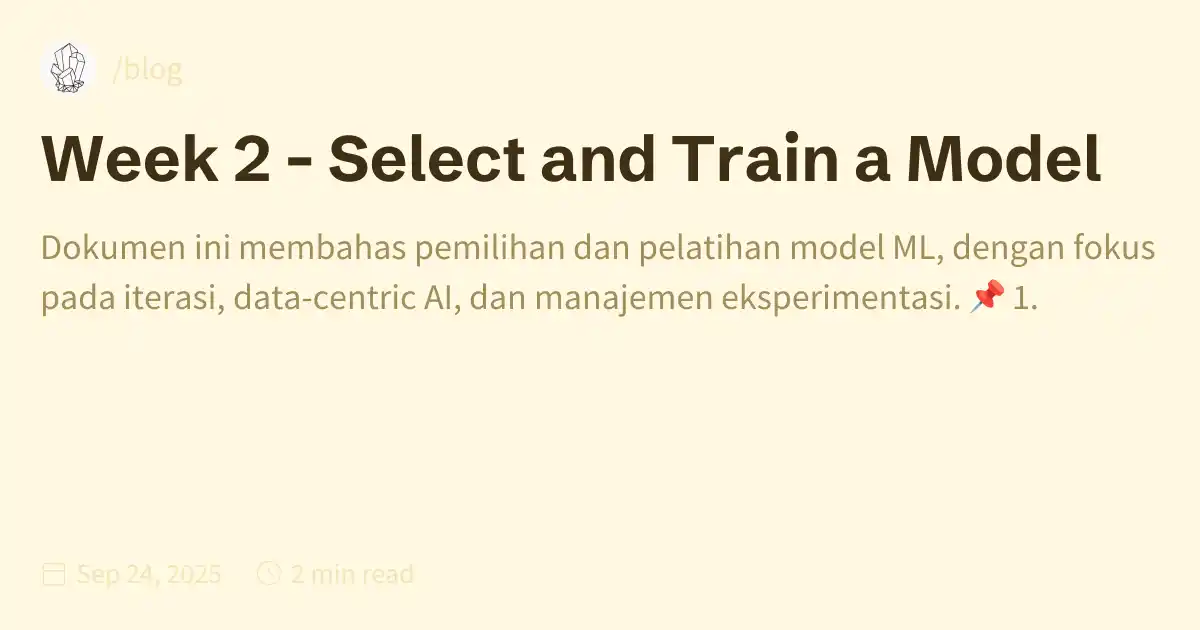 /blog
Week 2 - Select and Train a Model
Dokumen ini membahas pemilihan dan pelatihan model ML, dengan fokus
pada iterasi, data-centric AI, dan manajemen eksperimentasi. 📌 1.
Sep 24, 2025 2 min read